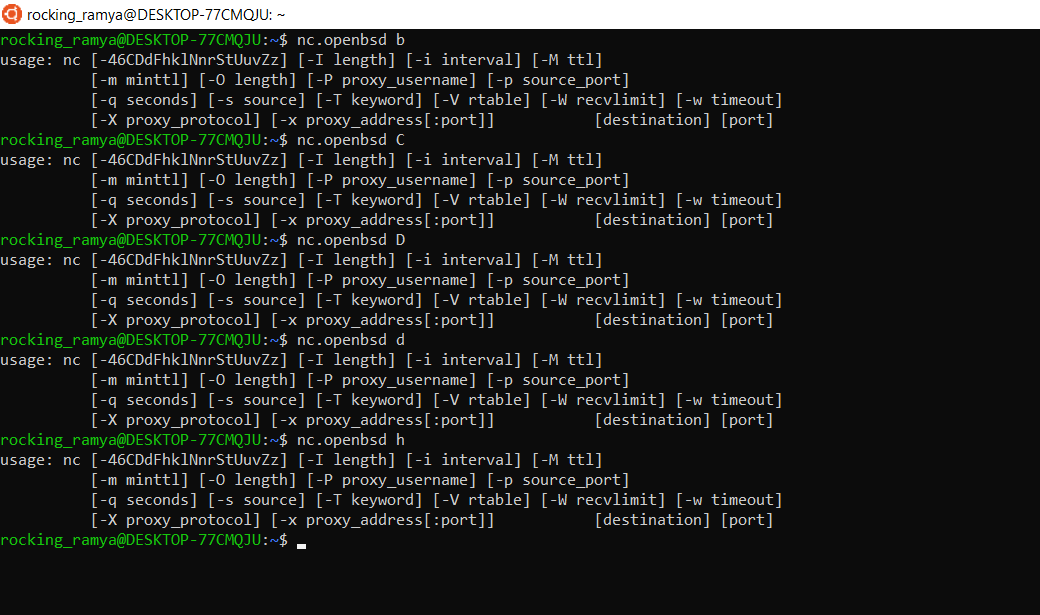 rocking_ramya@DESKTOP-77CMQJU: ~
rocking_ramya@DESKTOP-77CMQJU:~$ nc.openbsd b
usage: nc [-46CDdFhklNnrStUuvZz] [-I length] [-i interval] [-M ttl]
          [-m minttl] [-O length] [-P proxy_username] [-p source_port]
          [-q seconds] [-s source] [-T keyword] [-V rtable] [-W recvlimit] [-w timeout]
          [-X proxy_protocol] [-x proxy_address[:port]]           [destination] [port]
rocking_ramya@DESKTOP-77CMQJU:~$ nc.openbsd C
usage: nc [-46CDdFhklNnrStUuvZz] [-I length] [-i interval] [-M ttl]
          [-m minttl] [-O length] [-P proxy_username] [-p source_port]
          [-q seconds] [-s source] [-T keyword] [-V rtable] [-W recvlimit] [-w timeout]
          [-X proxy_protocol] [-x proxy_address[:port]]           [destination] [port]
rocking_ramya@DESKTOP-77CMQJU:~$ nc.openbsd D
usage: nc [-46CDdFhklNnrStUuvZz] [-I length] [-i interval] [-M ttl]
          [-m minttl] [-O length] [-P proxy_username] [-p source_port]
          [-q seconds] [-s source] [-T keyword] [-V rtable] [-W recvlimit] [-w timeout]
          [-X proxy_protocol] [-x proxy_address[:port]]           [destination] [port]
rocking_ramya@DESKTOP-77CMQJU:~$ nc.openbsd d
usage: nc [-46CDdFhklNnrStUuvZz] [-I length] [-i interval] [-M ttl]
          [-m minttl] [-O length] [-P proxy_username] [-p source_port]
          [-q seconds] [-s source] [-T keyword] [-V rtable] [-W recvlimit] [-w timeout]
          [-X proxy_protocol] [-x proxy_address[:port]]           [destination] [port]
rocking_ramya@DESKTOP-77CMQJU:~$ nc.openbsd h
usage: nc [-46CDdFhklNnrStUuvZz] [-I length] [-i interval] [-M ttl]
          [-m minttl] [-O length] [-P proxy_username] [-p source_port]
          [-q seconds] [-s source] [-T keyword] [-V rtable] [-W recvlimit] [-w timeout]
          [-X proxy_protocol] [-x proxy_address[:port]]           [destination] [port]
rocking_ramya@DESKTOP-77CMQJU:~$